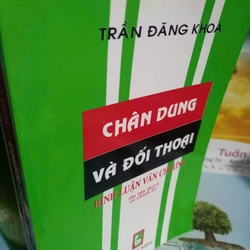 TRẦN ĐĂNG KHOA
CHÂN DUNG
VÀ ĐỐI THOẠI
BÌNH LUẬN VĂN CHƯƠNG
Tuấn